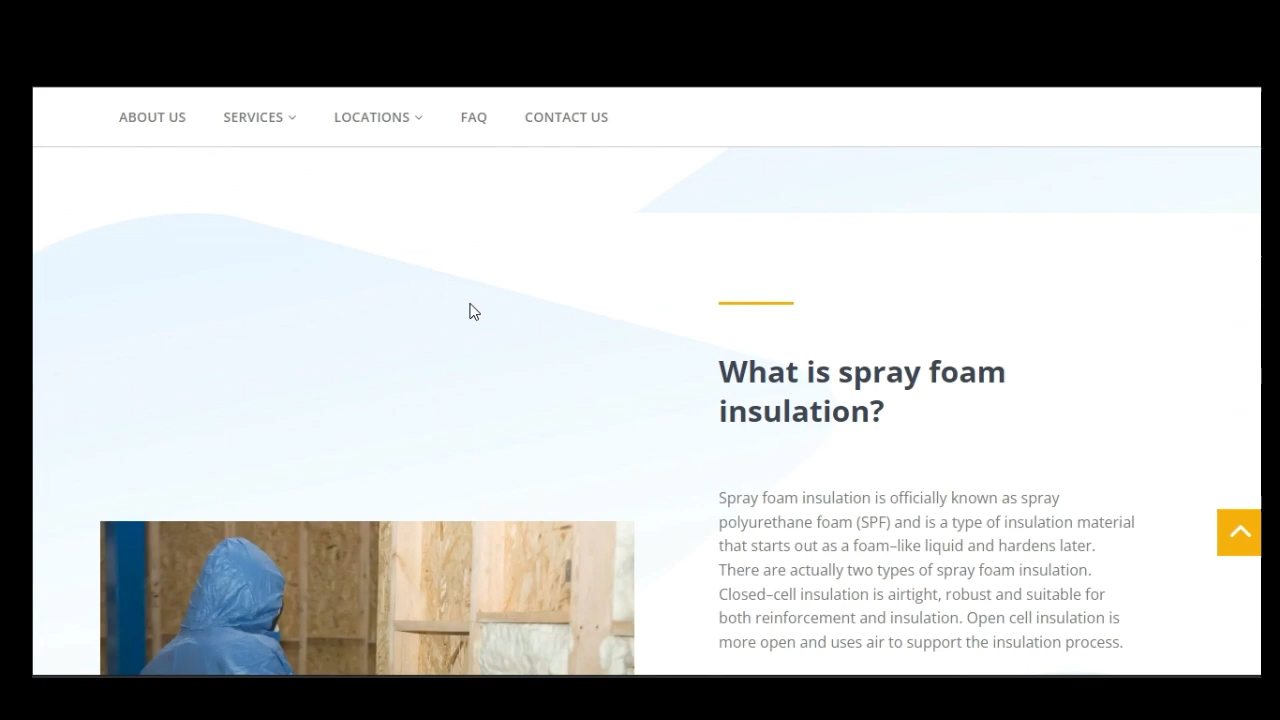 ABOUT US SERVICES LOCATIONS FAQ CONTACT US
What is spray foam
insulation?
Spray foam insulation is officially known as spray
polyurethane foam (SPF) and is a type of insulation material
that starts out as a foam–like liquid and hardens later.
There are actually two types of spray foam insulation.
Closed–cell insulation is airtight, robust and suitable for
both reinforcement and insulation. Open cell insulation is
more open and uses air to support the insulation process.